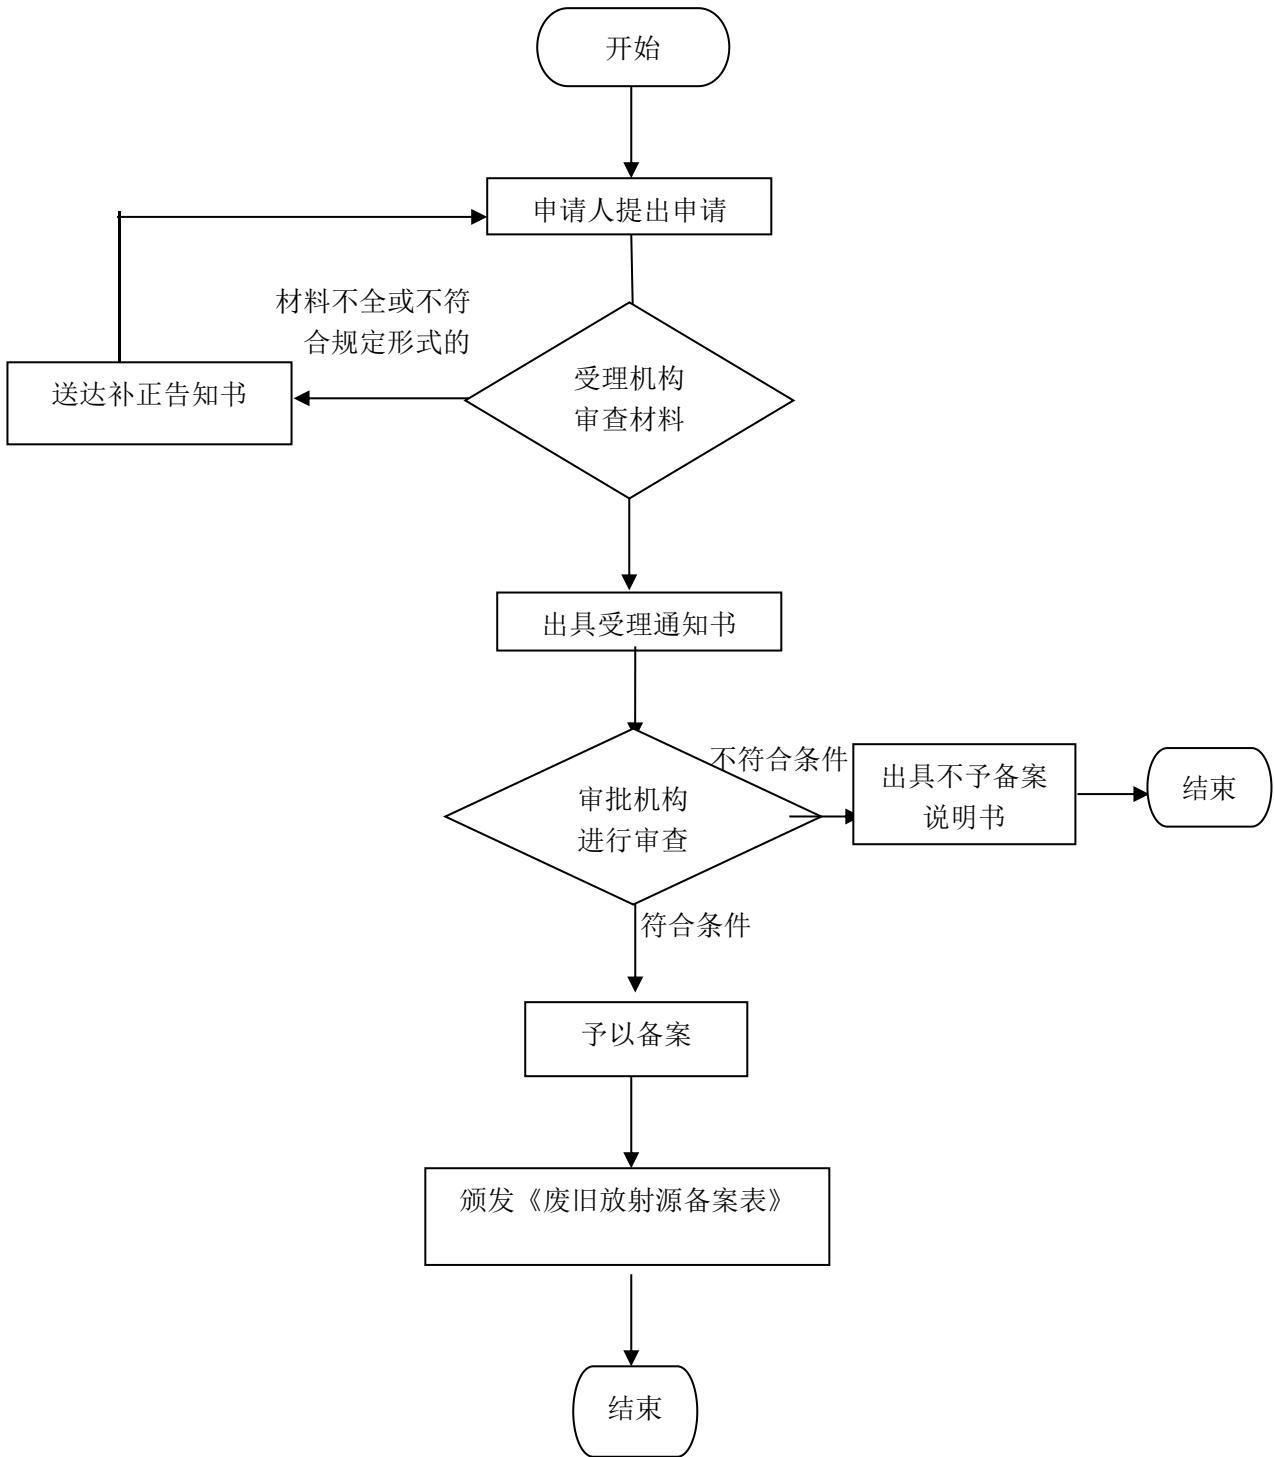 开始
申请人提出申请
材料不全或不符
合规定形式的
受理机构
审查材料
送达补正告知书
出具受理通知书
不符合条件
审批机构
进行审查
出具不予备案
说明书
结束
符合条件
予以备案
颁发《废旧放射源备案表》
结束